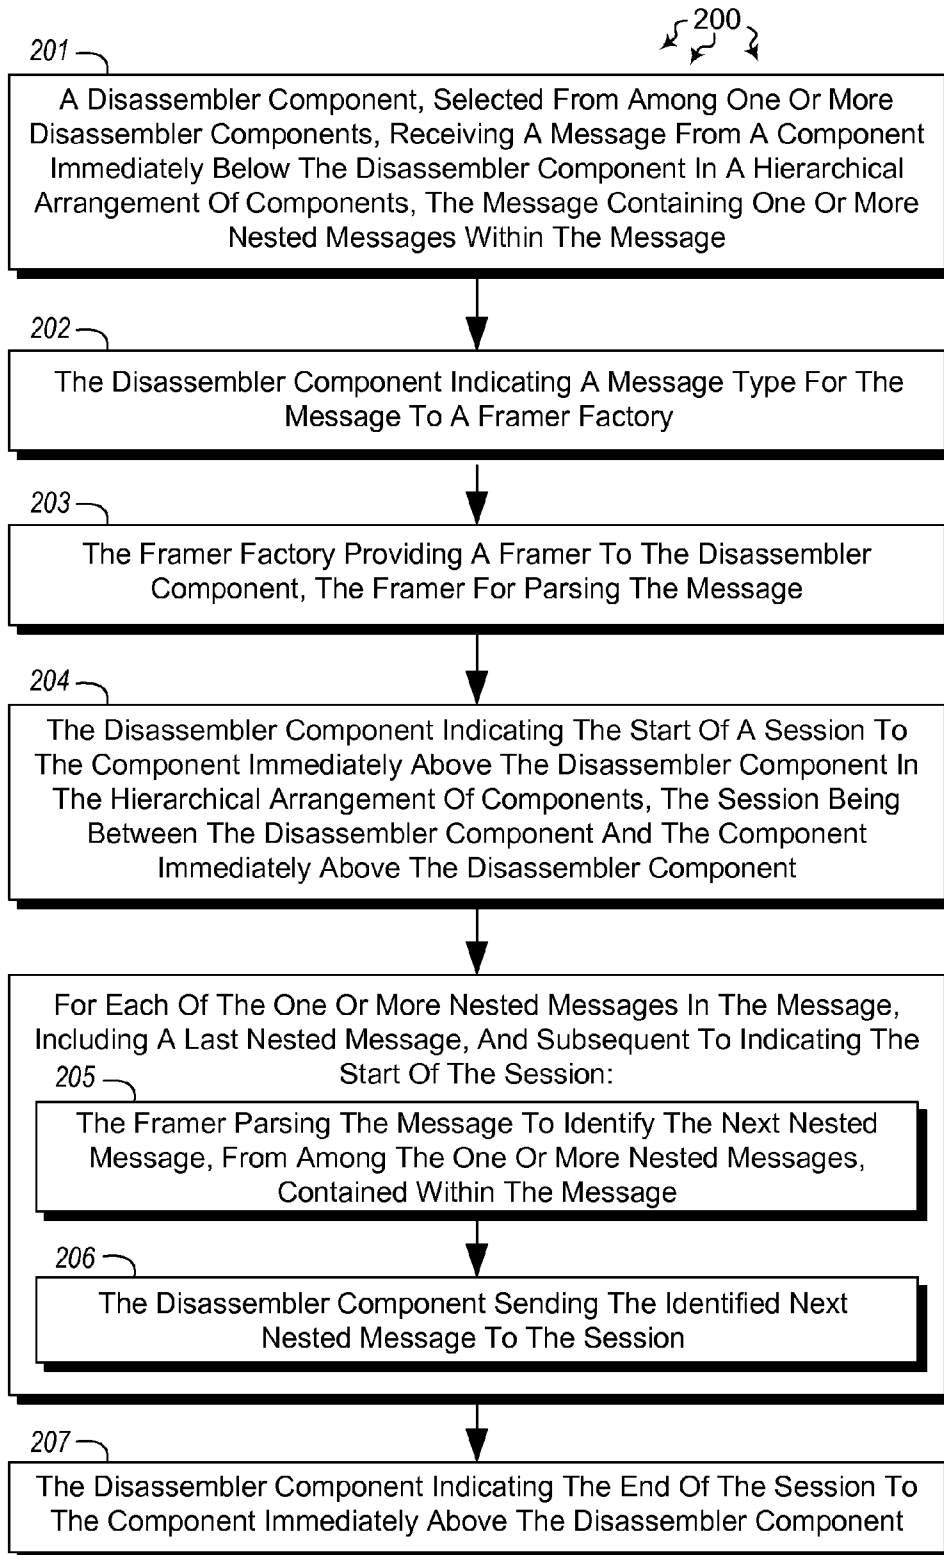 200
201
A Disassembler Component, Selected From Among One Or More
Disassembler Components, Receiving A Message From A Component
Immediately Below The Disassembler Component In A Hierarchical
Arrangement Of Components, The Message Containing One Or More
Nested Messages Within The Message
202
The Disassembler Component Indicating A Message Type For The
Message To A Framer Factory
203
The Framer Factory Providing A Framer To The Disassembler
Component, The Framer For Parsing The Message
204
The Disassembler Component Indicating The Start Of A Session To
The Component Immediately Above The Disassembler Component In
The Hierarchical Arrangement Of Components, The Session Being
Between The Disassembler Component And The Component
Immediately Above The Disassembler Component
For Each Of The One Or More Nested Messages In The Message,
Including A Last Nested Message, And Subsequent To Indicating The
Start Of The Session:
205
The Framer Parsing The Message To Identify The Next Nested
Message, From Among The One Or More Nested Messages,
Contained Within The Message
206
The Disassembler Component Sending The Identified Next
Nested Message To The Session
207
The Disassembler Component Indicating The End Of The Session To
The Component Immediately Above The Disassembler Component